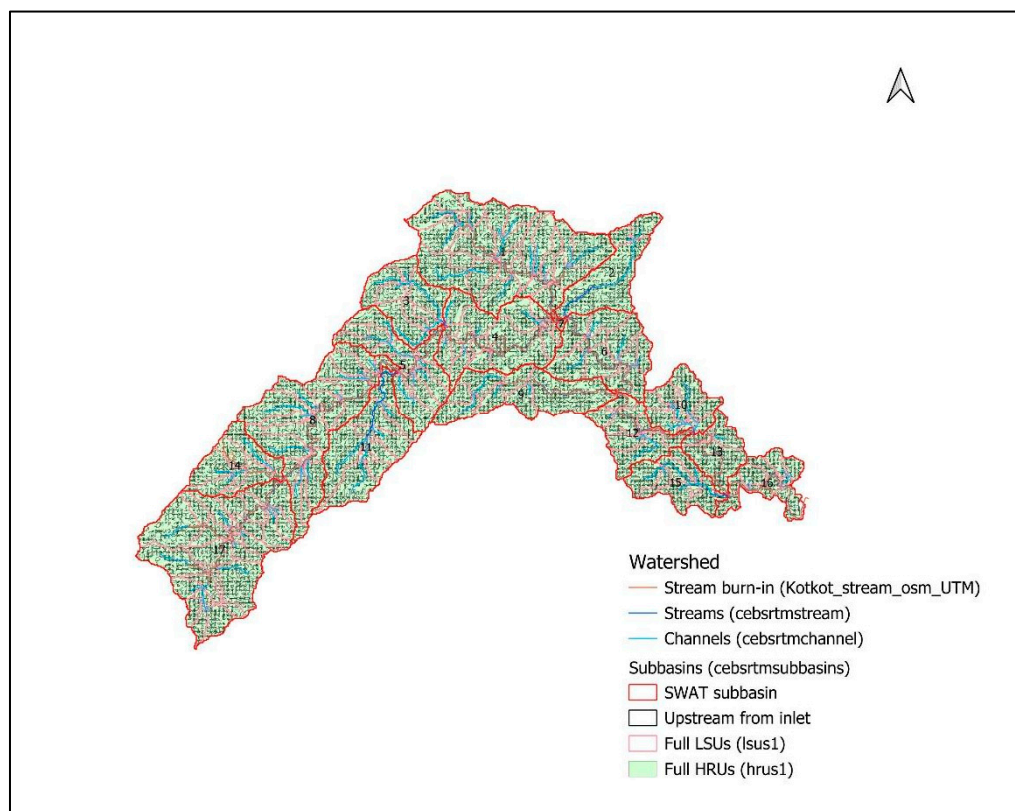 1
2
3
7
4
6
5
9
10
8
11
12
13
14
15
16
17
Watershed
Stream burn-in (Kotkot_stream_osm_UTM)
Streams (cebsrtmstream)
Channels (cebsrtmchannel)
Subbasins (cebsrtmsubbasins)
SWAT subbasin
Upstream from inlet
Full LSUs (lsus1)
Full HRUs (hrus1)